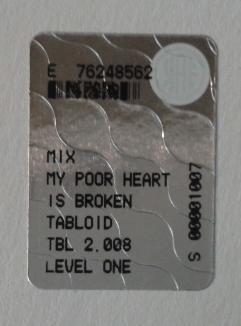 E 76248562
MIX
MY POOR HEART
IS BROKEN
TABLOID
TBL 2.008
LEVEL ONE
S 00001007